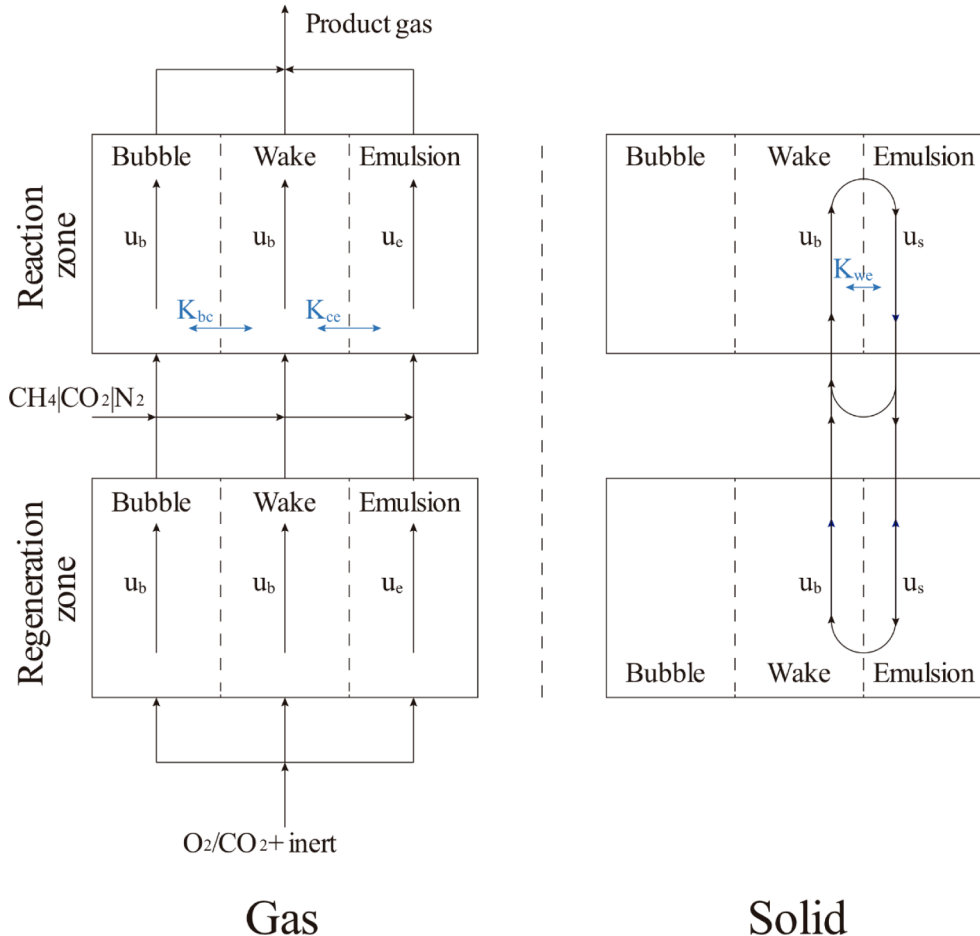 Product gas
Bubble Wake Emulsion
u_b u_b u_e
K_bc K_ce
Reaction
zone
CH₄|CO₂|N₂
Bubble Wake Emulsion
u_b u_b u_e
Regeneration
zone
O₂/CO₂+ inert
Gas
Bubble Wake Emulsion
u_b u_s
K_we
u_b u_s
Bubble Wake Emulsion
Solid